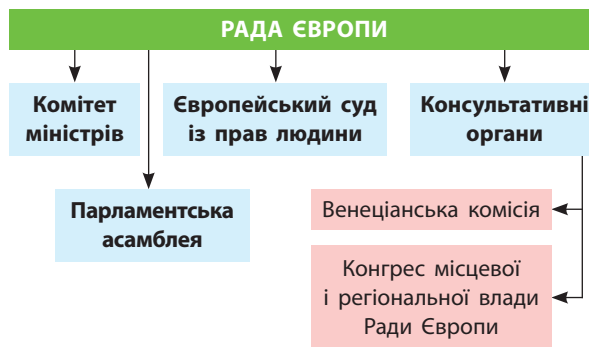 РАДА ЄВРОПИ
Комітет
міністрів
Європейський суд
із прав людини
Консультативні
органи
Парламентська
асамблея
Венеціанська комісія
Конгрес місцевої
і регіональної влади
Ради Європи